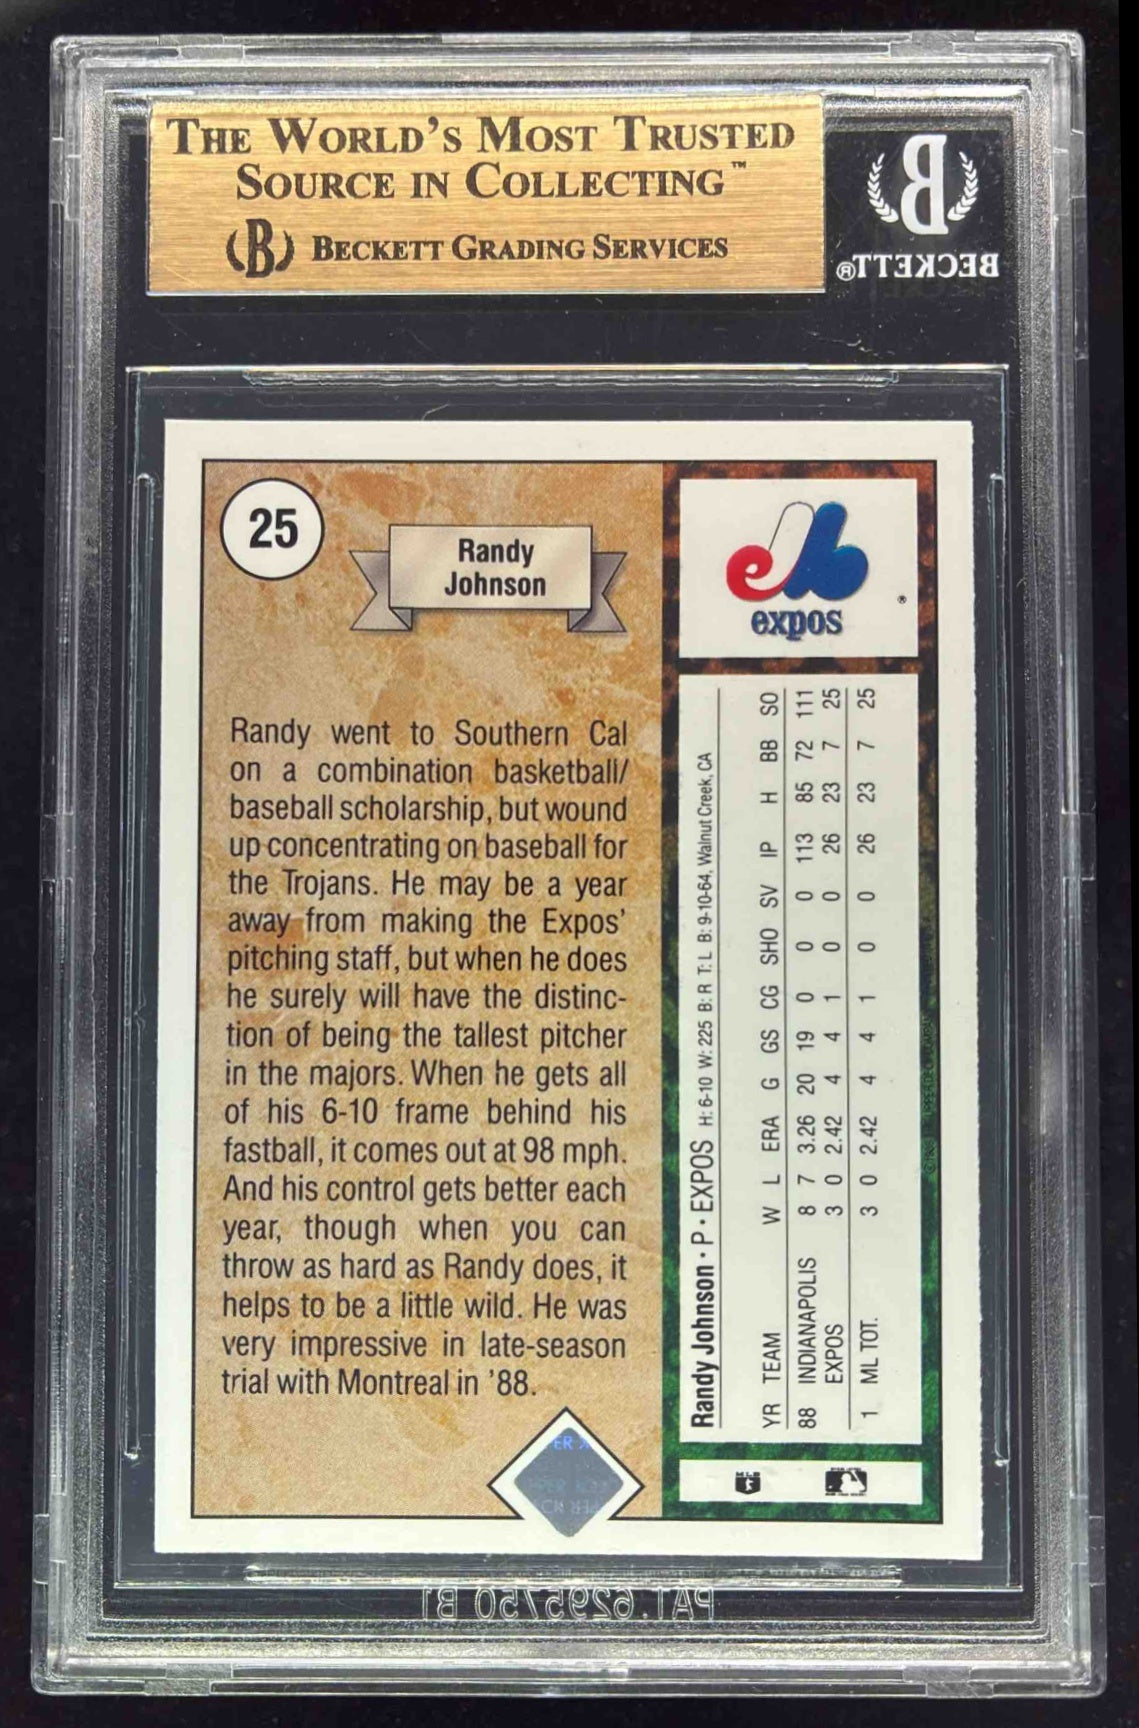 THE WORLD'S MOST TRUSTED
SOURCE IN COLLECTING™
B BECKETT GRADING SERVICES
B
BECKETT®
25
Randy
Johnson
expos
®
Randy went to Southern Cal
on a combination basketball/
baseball scholarship, but wound
up concentrating on baseball for
the Trojans. He may be a year
away from making the Expos'
pitching staff, but when he does
he surely will have the distinc-
tion of being the tallest pitcher
in the majors. When he gets all
of his 6-10 frame behind his
fastball, it comes out at 98 mph.
And his control gets better each
year, though when you can
throw as hard as Randy does, it
helps to be a little wild. He was
very impressive in late-season
trial with Montreal in '88.
Randy Johnson • P • EXPOS H: 6-10 W: 225 B: R T: L B: 9-10-64, Walnut Creek, CA
YR TEAM W L ERA G GS CG SHO SV IP H BB SO
88 INDIANAPOLIS 8 7 3.26 20 19 0 0 0 113 85 72 111
EXPOS 3 0 2.42 4 4 1 0 0 26 23 7 25
1 ML TOT. 3 0 2.42 4 4 1 0 0 26 23 7 25
PAT. 6295750 B1